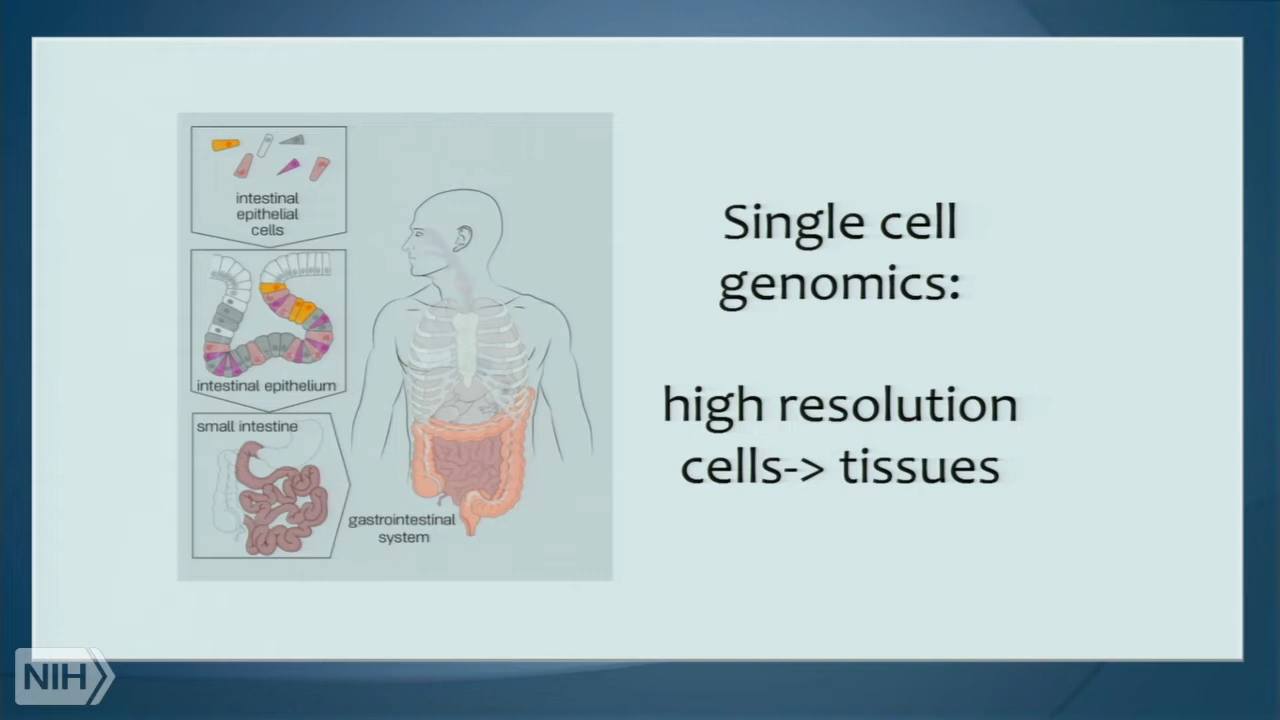 intestinal
epithelial
cells
intestinal epithelium
small intestine
gastrointestinal
system
Single cell
genomics:
high resolution
cells-> tissues
NIH